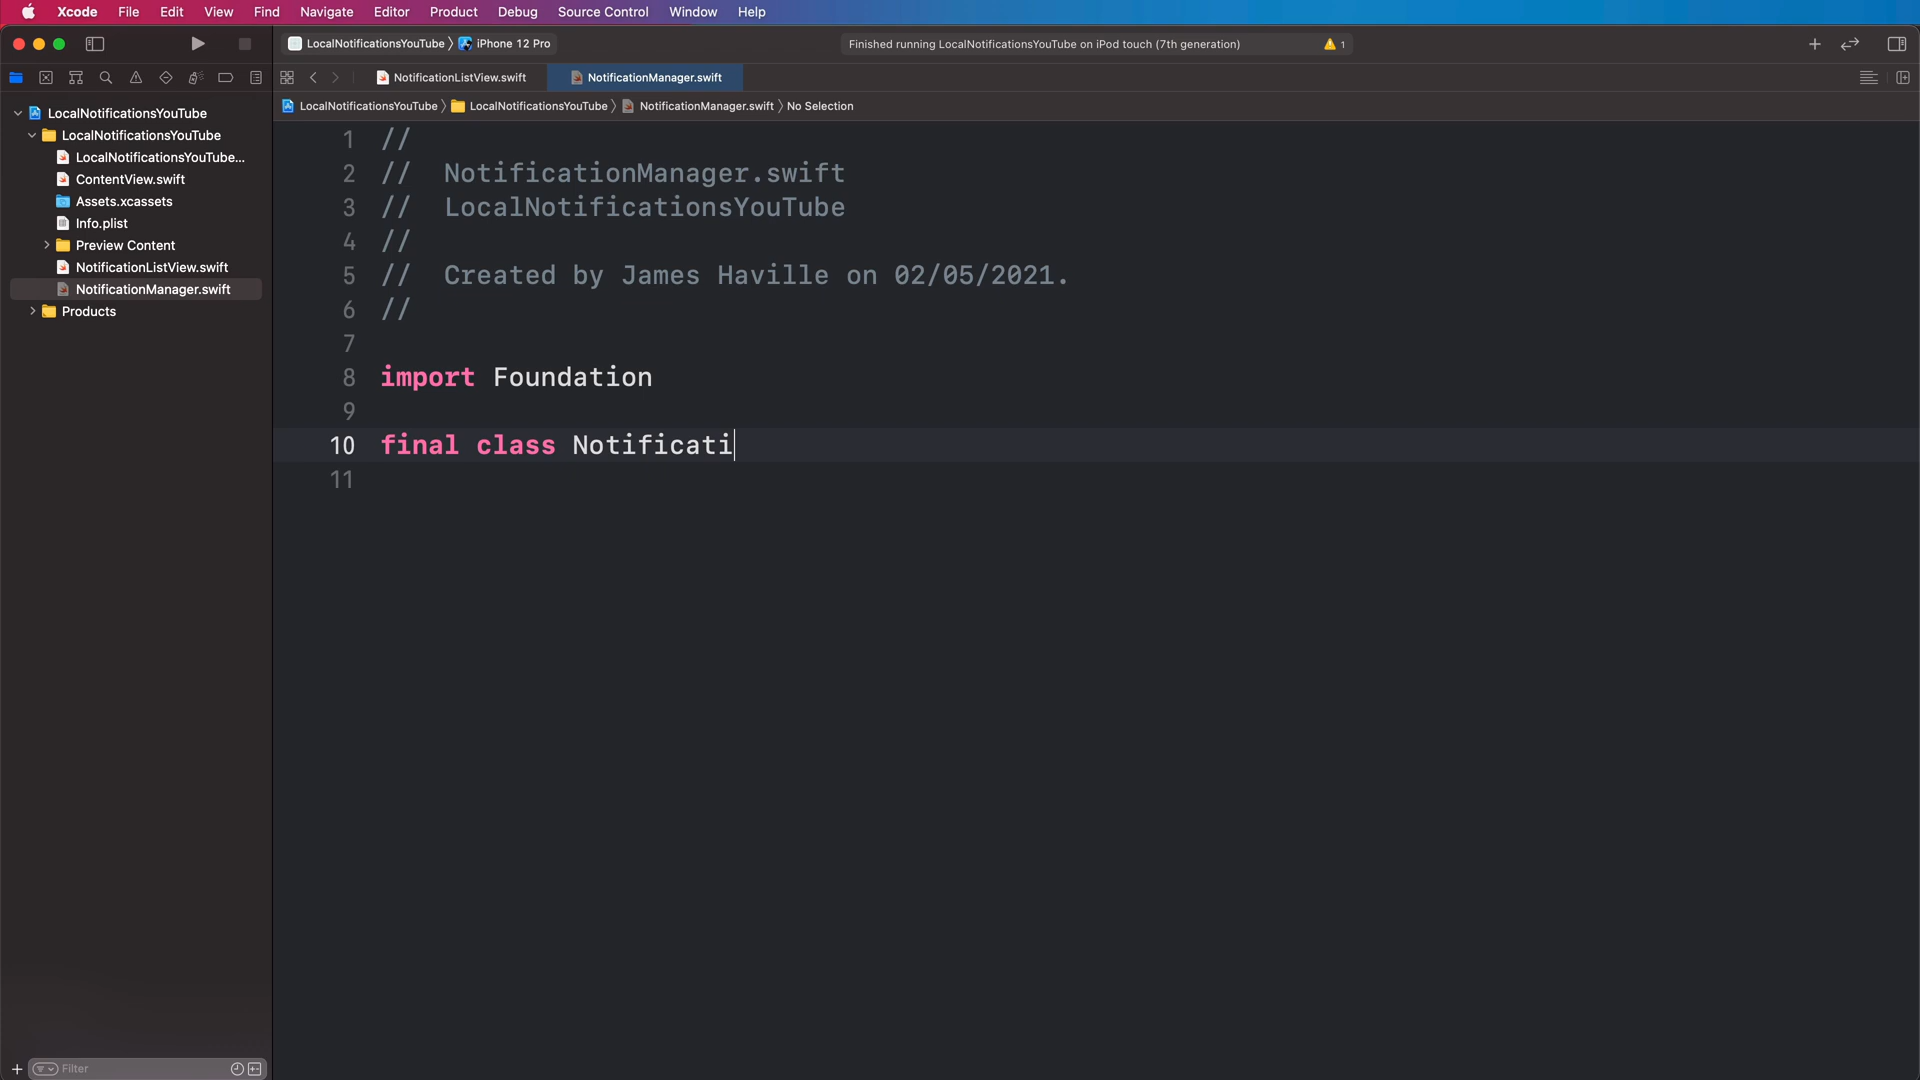 Xcode File Edit View Find Navigate Editor Product Debug Source Control Window Help
LocalNotificationsYouTube 〉 iPhone 12 Pro
Finished running LocalNotificationsYouTube on iPod touch (7th generation)
1
NotificationListView.swift
NotificationManager.swift
LocalNotificationsYouTube 〉 LocalNotificationsYouTube 〉 NotificationManager.swift 〉 No Selection
LocalNotificationsYouTube
LocalNotificationsYouTube
LocalNotificationsYouTube...
ContentView.swift
Assets.xcassets
Info.plist
Preview Content
NotificationListView.swift
NotificationManager.swift
Products
Filter
1 //
2 //  NotificationManager.swift
3 //  LocalNotificationsYouTube
4 //
5 //  Created by James Haville on 02/05/2021.
6 //
7
8 import Foundation
9
10 final class Notificati
11